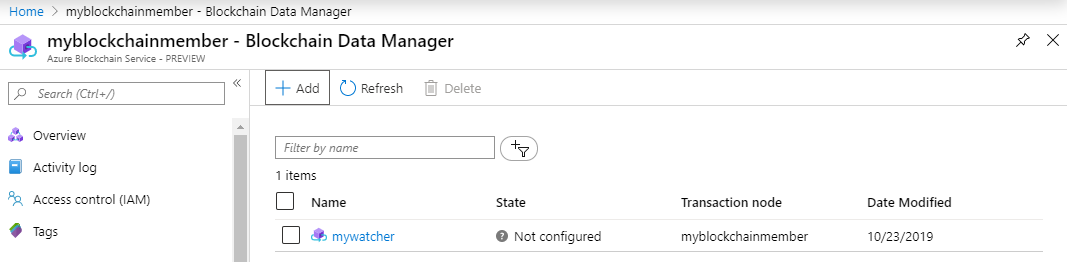 Home > myblockchainmember - Blockchain Data Manager
myblockchainmember - Blockchain Data Manager
Azure Blockchain Service - PREVIEW
Search (Ctrl+/)
Overview
Activity log
Access control (IAM)
Tags
Add Refresh Delete
Filter by name
1 items
Name State Transaction node Date Modified
mywatcher Not configured myblockchainmember 10/23/2019